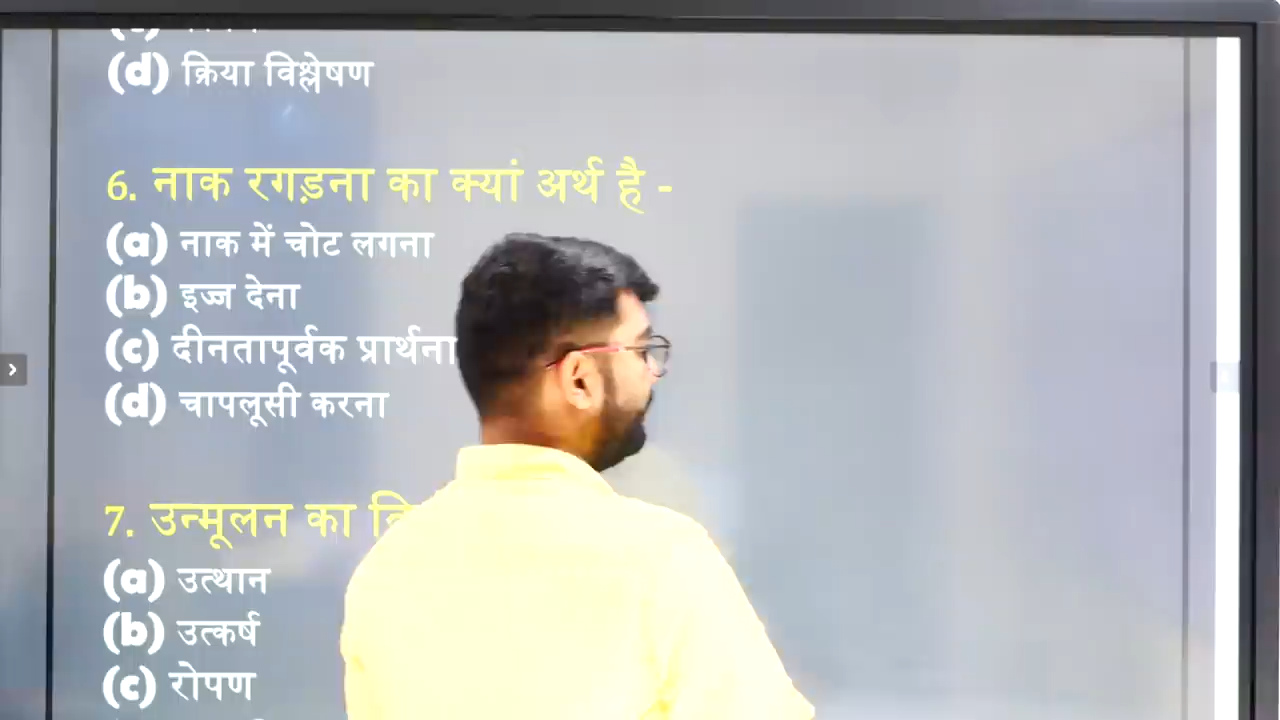 (d) क्रिया विश्लेषण
6. नाक रगड़ना का क्यां अर्थ है -
(a) नाक में चोट लगना
(b) इज्ज देना
(c) दीनतापूर्वक प्रार्थना
(d) चापलूसी करना
7. उन्मूलन का
(a) उत्थान
(b) उत्कर्ष
(c) रोपण